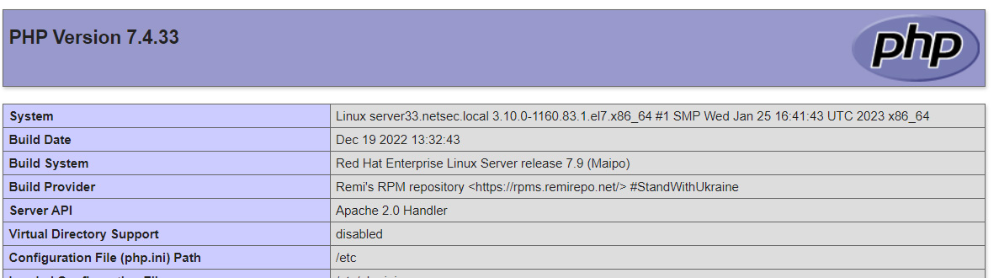 PHP Version 7.4.33
php
System Linux server33.netsec.local 3.10.0-1160.83.1.el7.x86_64 #1 SMP Wed Jan 25 16:41:43 UTC 2023 x86_64
Build Date Dec 19 2022 13:32:43
Build System Red Hat Enterprise Linux Server release 7.9 (Maipo)
Build Provider Remi's RPM repository <https://rpms.remirepo.net/> #StandWithUkraine
Server API Apache 2.0 Handler
Virtual Directory Support disabled
Configuration File (php.ini) Path /etc